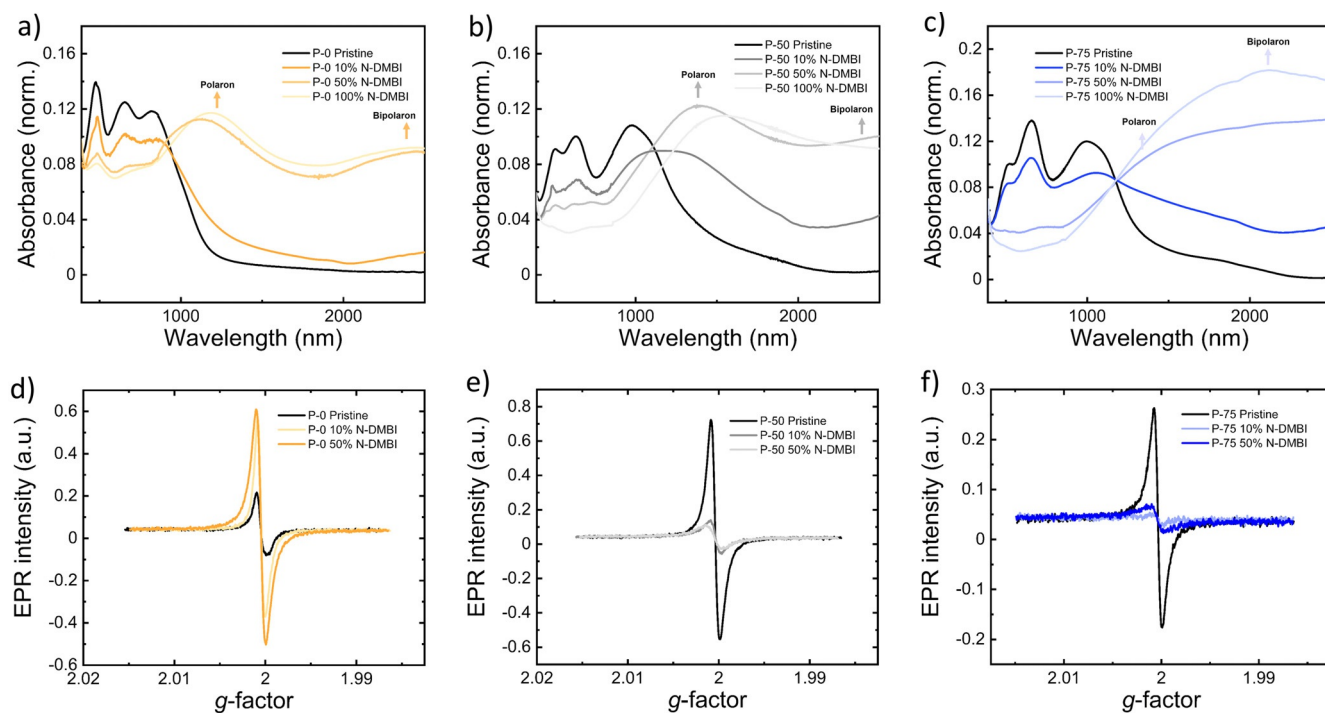 a)
Absorbance (norm.)
0.16
0.12
0.08
0.04
0
P-0 Pristine
P-0 10% N-DMBI
P-0 50% N-DMBI
P-0 100% N-DMBI
Polaron
Bipolaron
1000 2000
Wavelength (nm)
b)
Absorbance (norm.)
0.16
0.12
0.08
0.04
0
P-50 Pristine
P-50 10% N-DMBI
P-50 50% N-DMBI
P-50 100% N-DMBI
Polaron
Bipolaron
1000 2000
Wavelength (nm)
c)
Absorbance (norm.)
0.2
0.16
0.12
0.08
0.04
0
P-75 Pristine
P-75 10% N-DMBI
P-75 50% N-DMBI
P-75 100% N-DMBI
Bipolaron
Polaron
1000 2000
Wavelength (nm)
d)
EPR intensity (a.u.)
0.6
0.4
0.2
0
-0.2
-0.4
-0.6
P-0 Pristine
P-0 10% N-DMBI
P-0 50% N-DMBI
2.02 2.01 2 1.99
g-factor
e)
EPR intensity (a.u.)
0.8
0.6
0.4
0.2
0
-0.2
-0.4
-0.6
P-50 Pristine
P-50 10% N-DMBI
P-50 50% N-DMBI
2.02 2.01 2 1.99
g-factor
f)
EPR intensity (a.u.)
0.3
0.2
0.1
0
-0.1
-0.2
P-75 Pristine
P-75 10% N-DMBI
P-75 50% N-DMBI
2.01 2 1.99
g-factor